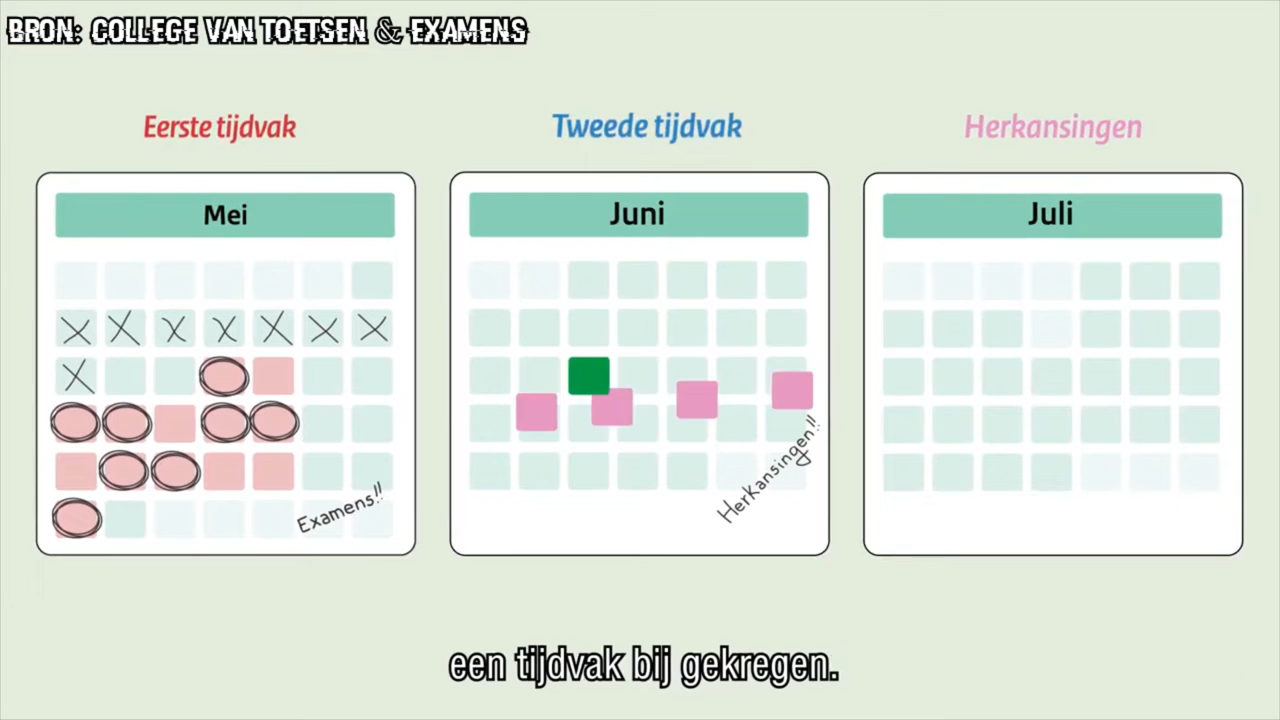 BRON: COLLEGE VAN TOETSEN & EXAMENS
Eerste tijdvak
Tweede tijdvak
Herkansingen
Mei
Juni
Juli
Examens!!
Herkansingen!!
een tijdvak bij gekregen.